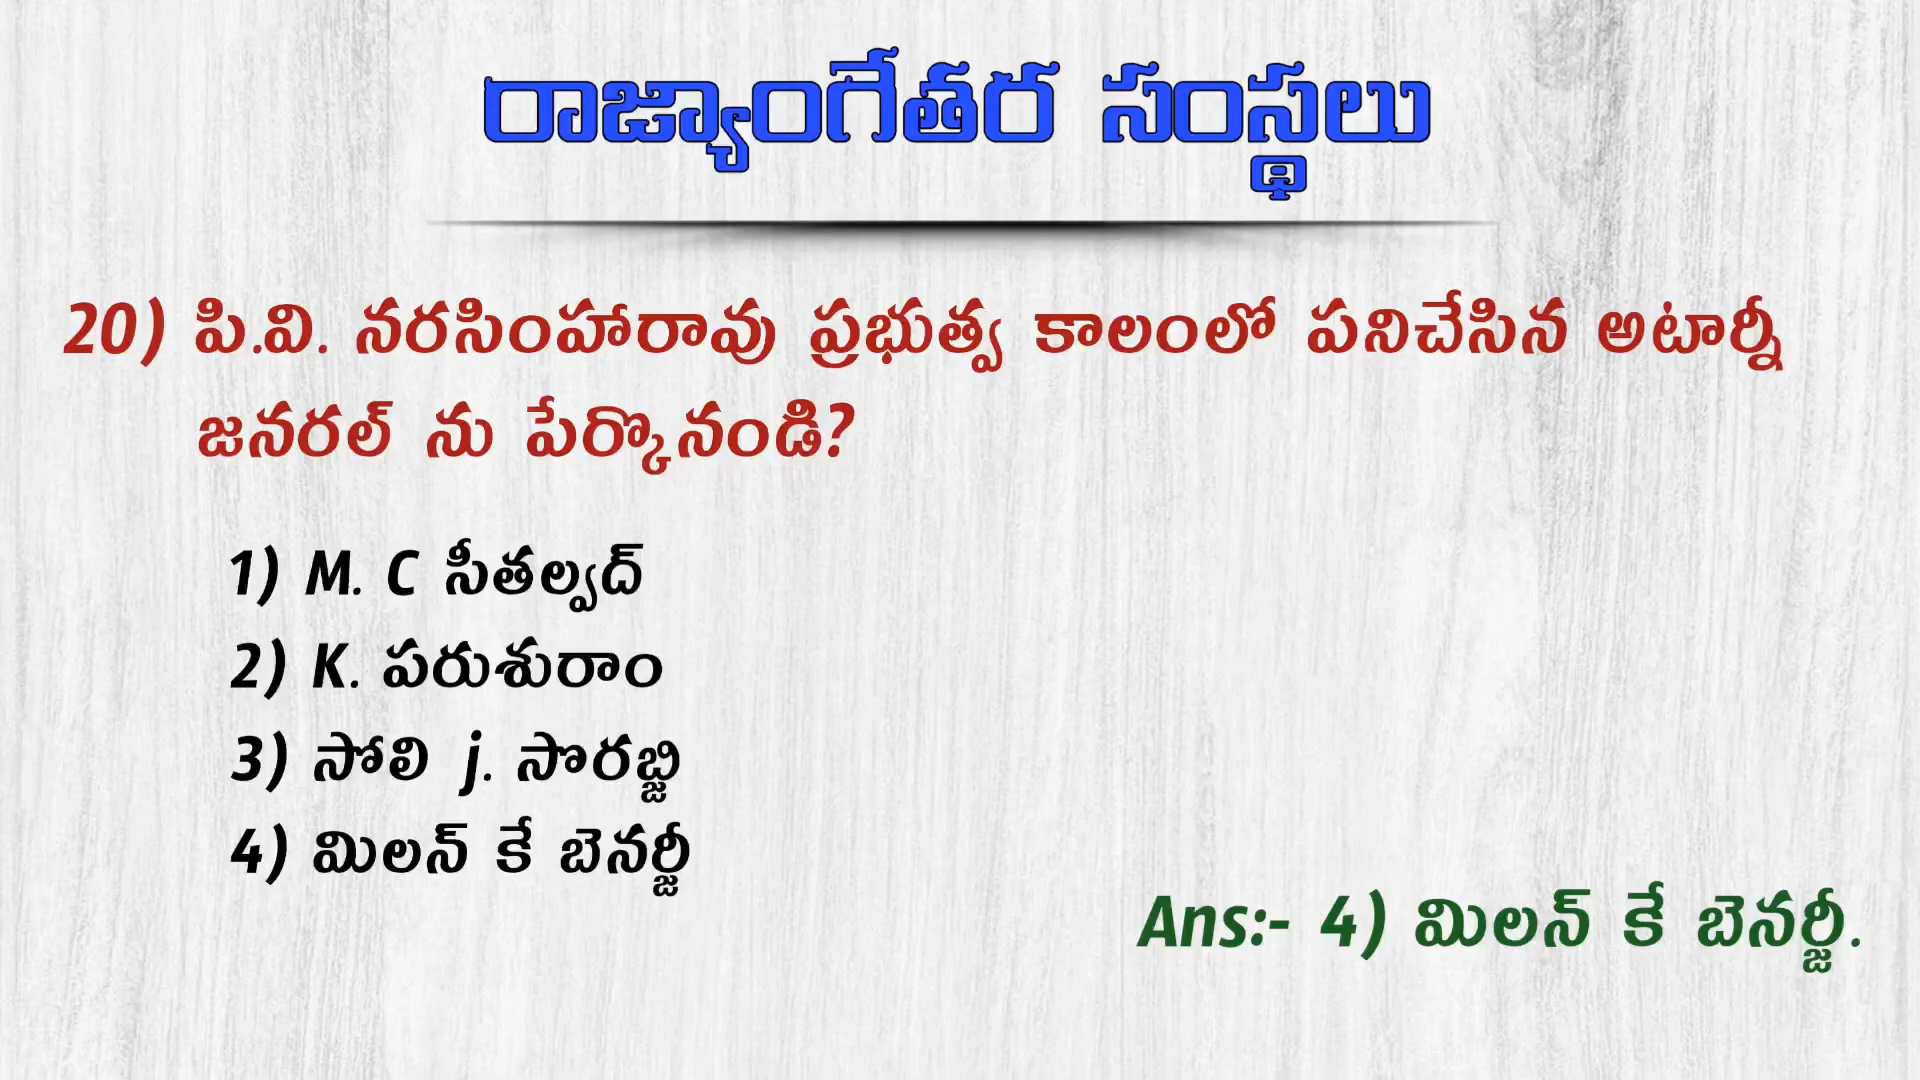 రాజ్యాంగేతర సంస్థలు
20) పి.వి. నరసింహారావు ప్రభుత్వ కాలంలో పనిచేసిన అటార్నీ
జనరల్ ను పేర్కొనండి?
1) M. C సీతల్వద్
2) K. పరుశురాం
3) సోలి j. సొరబ్జి
4) మిలన్ కే బెనర్జీ
Ans:- 4) మిలన్ కే బెనర్జీ.